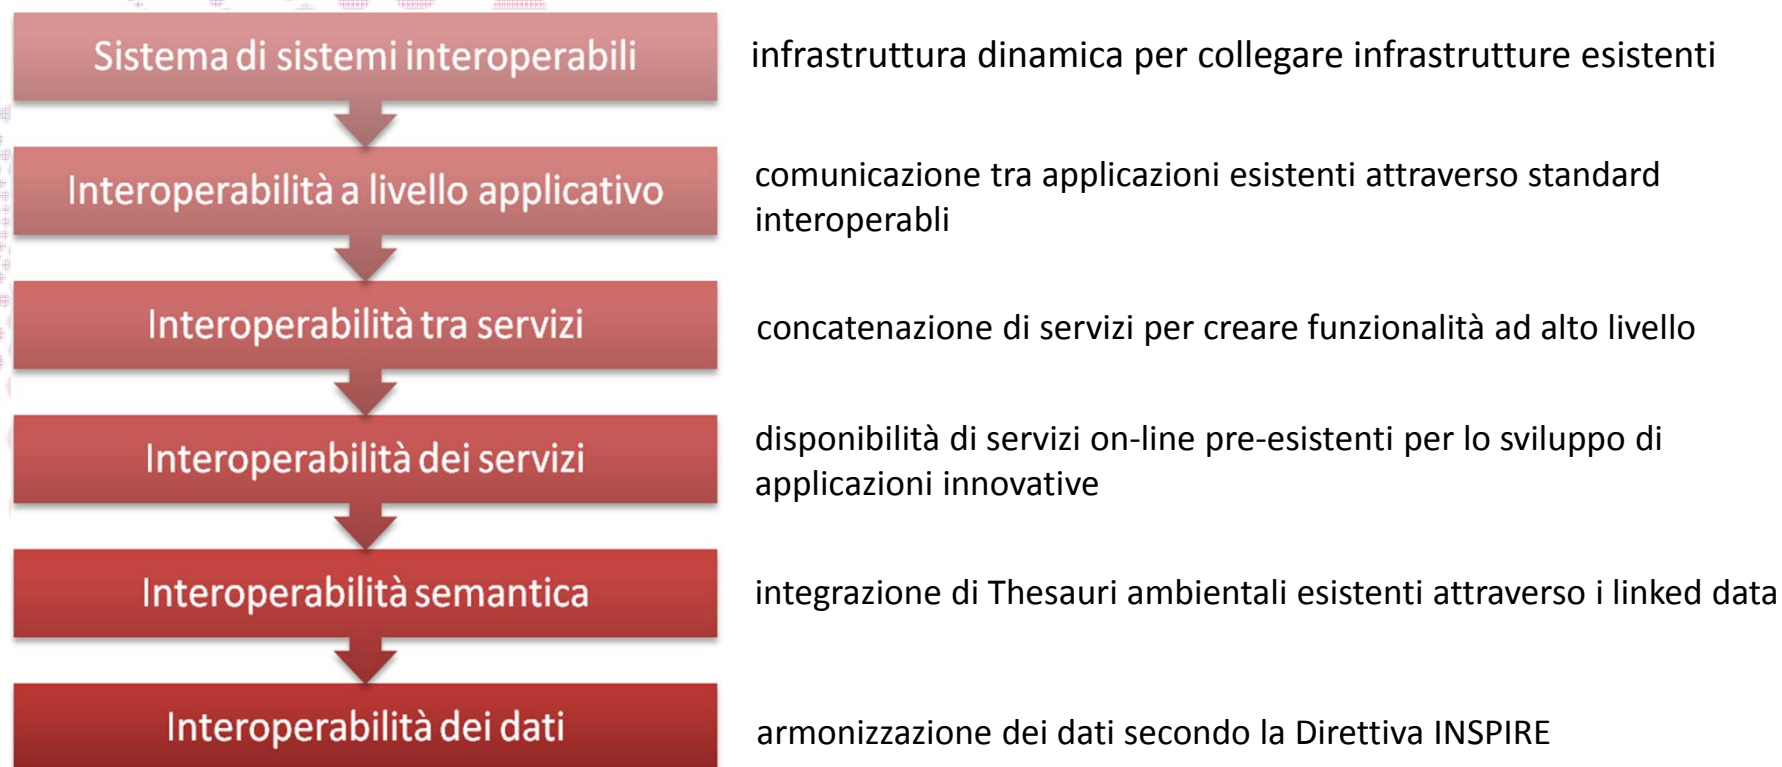 Sistema di sistemi interoperabili
infrastruttura dinamica per collegare infrastrutture esistenti
Interoperabilità a livello applicativo
comunicazione tra applicazioni esistenti attraverso standard
interoperabli
Interoperabilità tra servizi
concatenazione di servizi per creare funzionalità ad alto livello
Interoperabilità dei servizi
disponibilità di servizi on-line pre-esistenti per lo sviluppo di
applicazioni innovative
Interoperabilità semantica
integrazione di Thesauri ambientali esistenti attraverso i linked data
Interoperabilità dei dati
armonizzazione dei dati secondo la Direttiva INSPIRE